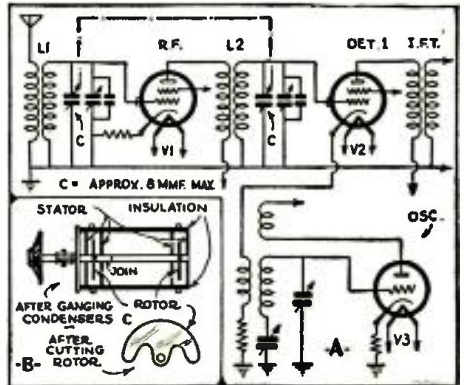 L1
R.F.
L2
DET. 1
I.F.T.
C
V1
C
V2
C = APPROX. 8 MMF. MAX.
OSC.
STATOR
INSULATION
JOIN
ROTOR
AFTER GANGING
CONDENSERS C
AFTER
CUTTING
ROTOR
-B-
-A-
V3